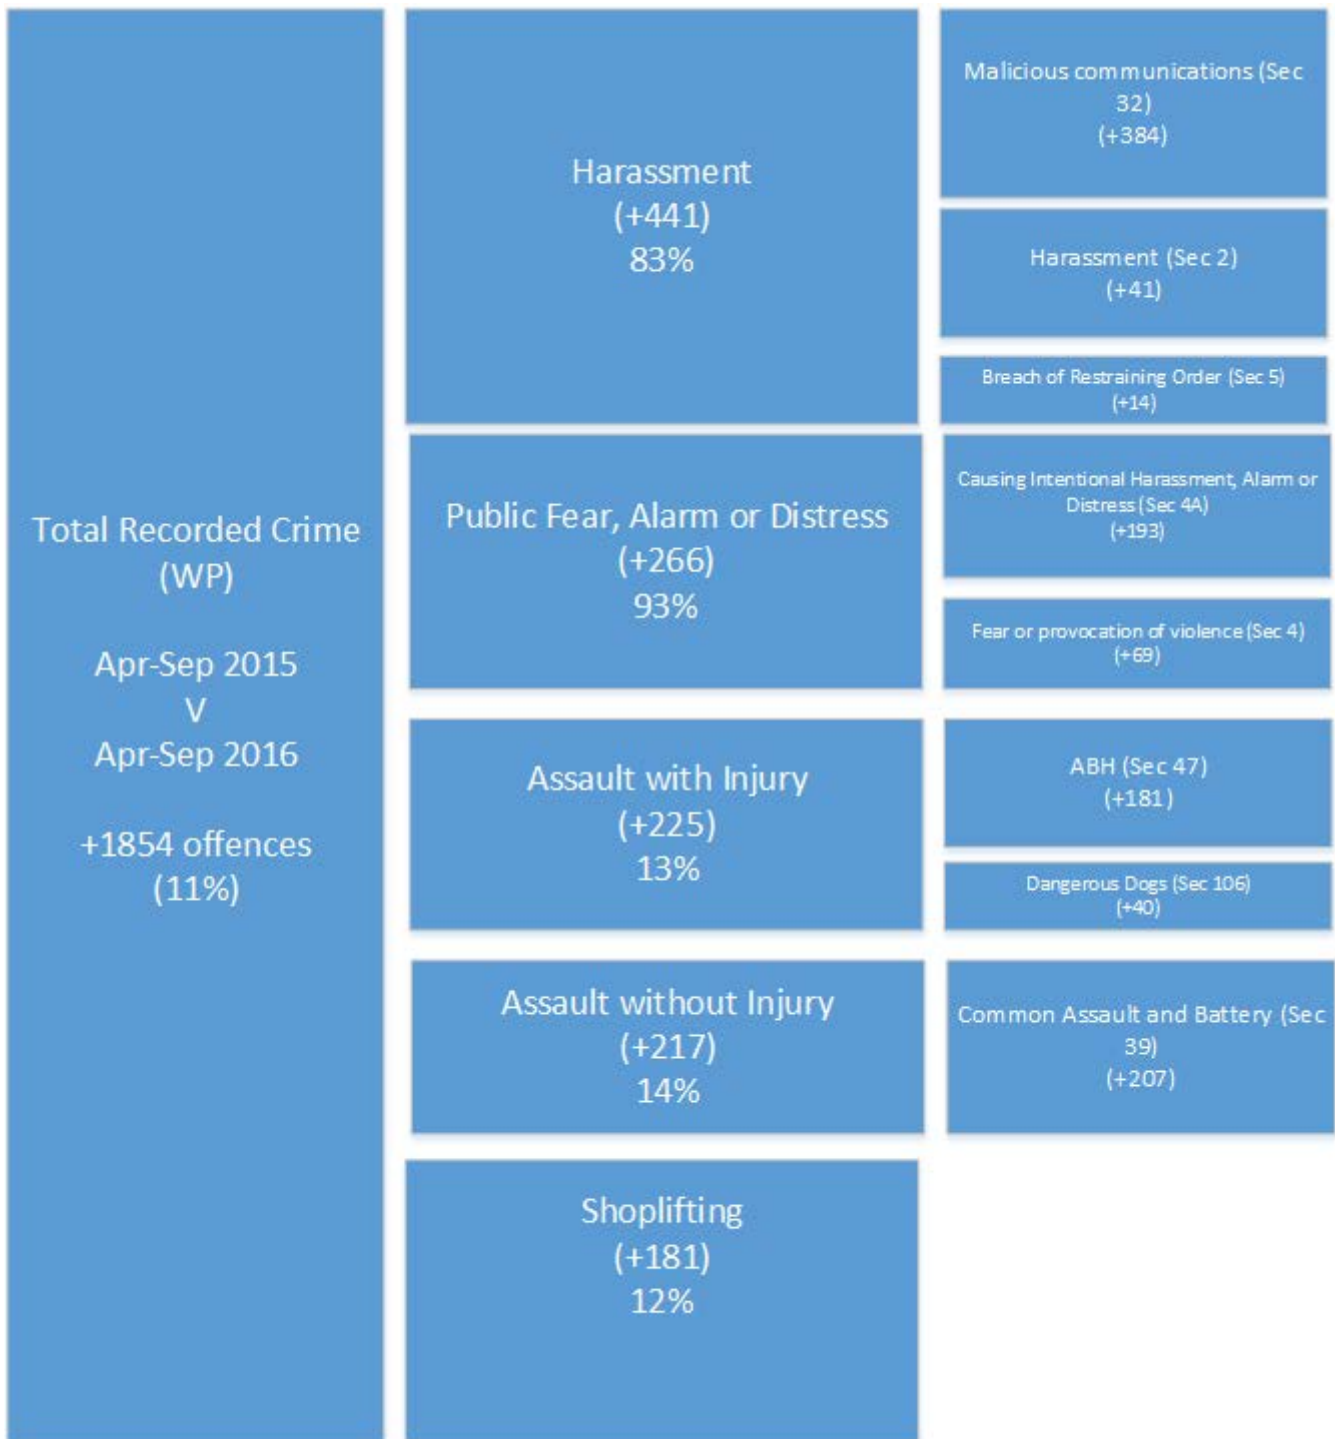 Total Recorded Crime
(WP)
Apr-Sep 2015
V
Apr-Sep 2016
+1854 offences
(11%)
Harassment
(+441)
83%
Malicious communications (Sec
32)
(+384)
Harassment (Sec 2)
(+41)
Breach of Restraining Order (Sec 5)
(+14)
Public Fear, Alarm or Distress
(+266)
93%
Causing Intentional Harassment, Alarm or
Distress (Sec 4A)
(+193)
Fear or provocation of violence (Sec 4)
(+69)
Assault with Injury
(+225)
13%
ABH (Sec 47)
(+181)
Dangerous Dogs (Sec 106)
(+40)
Assault without Injury
(+217)
14%
Common Assault and Battery (Sec
39)
(+207)
Shoplifting
(+181)
12%